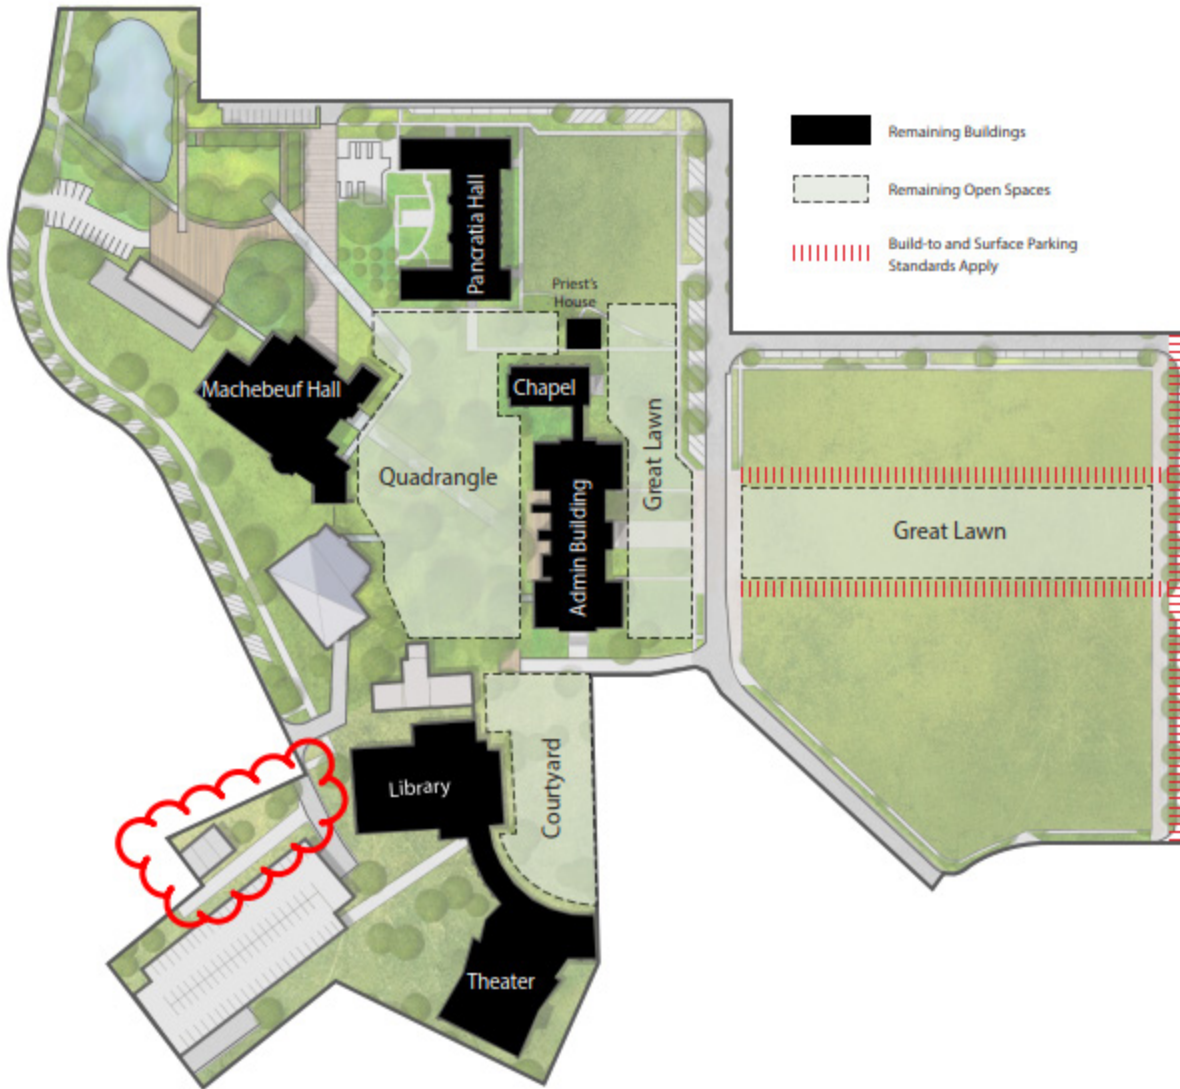 Remaining Buildings
Remaining Open Spaces
Build-to and Surface Parking
Standards Apply
Pancratia Hall
Priest's
House
Machebeuf Hall
Chapel
Great Lawn
Quadrangle
Admin Building
Great Lawn
Library
Courtyard
Theater